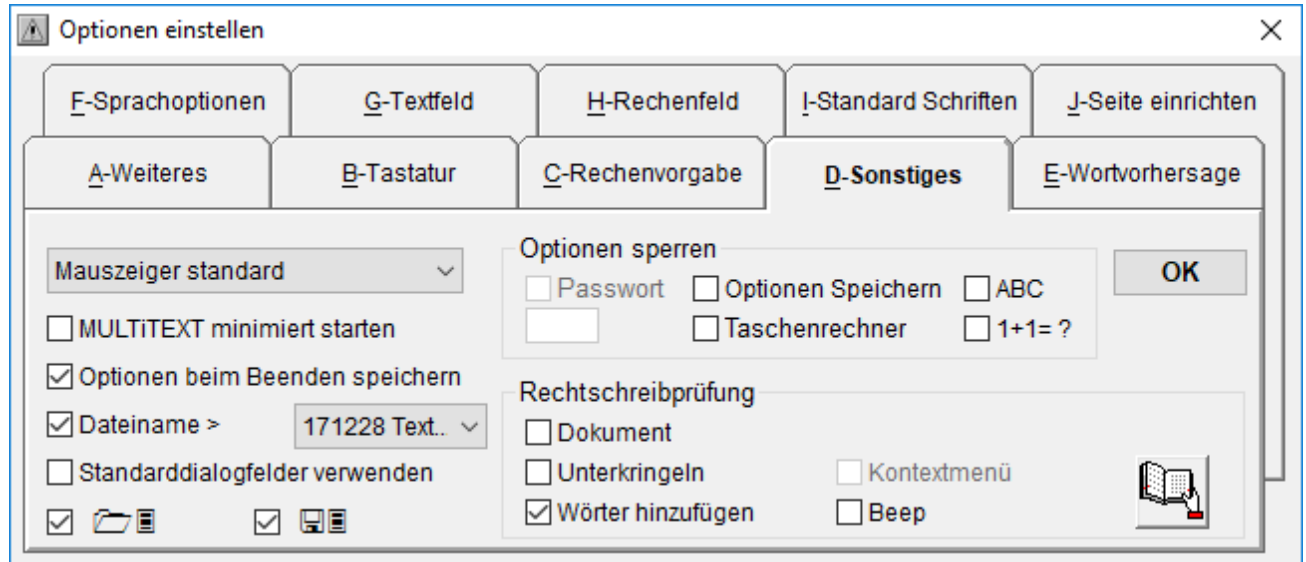 Optionen einstellen
F-Sprachoptionen
G-Textfeld
H-Rechenfeld
I-Standard Schriften
J-Seite einrichten
A-Weiteres
B-Tastatur
C-Rechenvorgabe
D-Sonstiges
E-Wortvorhersage
Mauszeiger standard
MULTiTEXT minimiert starten
Optionen beim Beenden speichern
Dateiname >
171228 Text..
Standarddialogfelder verwenden
Optionen sperren
Passwort
Optionen Speichern
ABC
Taschenrechner
1+1= ?
OK
Rechtschreibprüfung
Dokument
Unterkringeln
Kontextmenü
Wörter hinzufügen
Beep